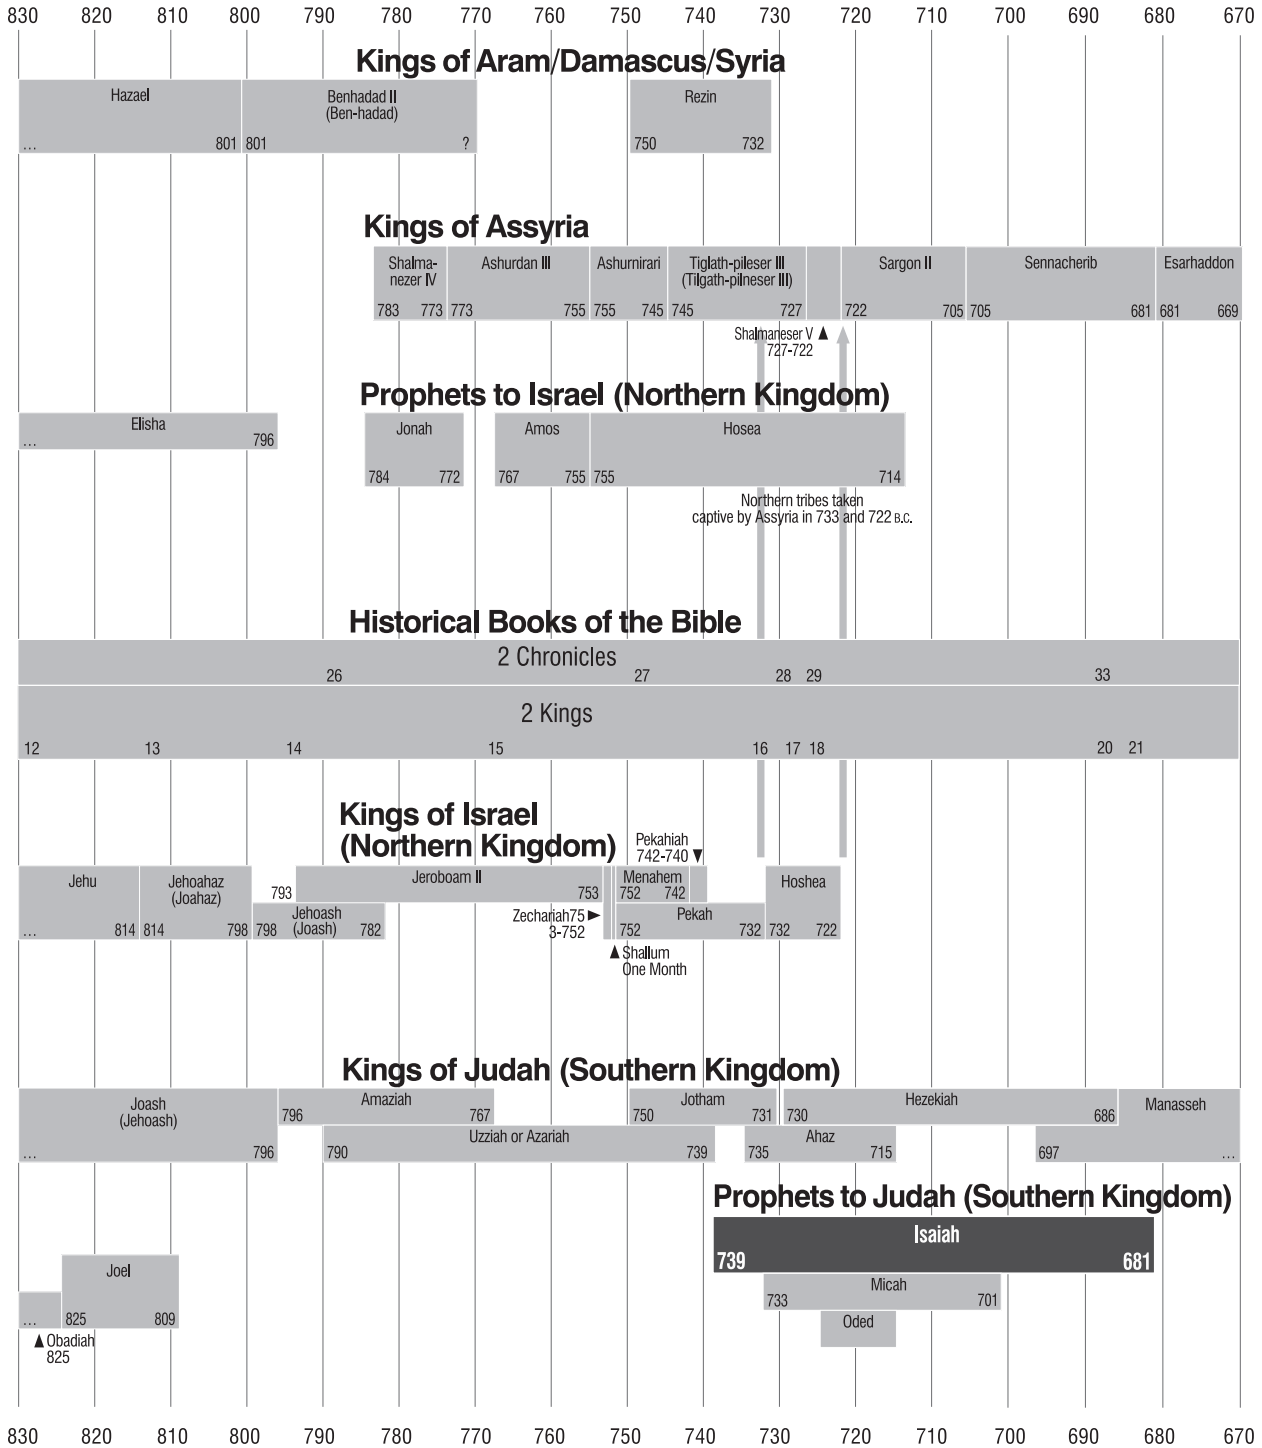 830 820 810 800 790 780 770 760 750 740 730 720 710 700 690 680 670
Kings of Aram/Damascus/Syria
Hazael
... 801
Benhadad II
(Ben-hadad)
801 ?
Rezin
750 732
Kings of Assyria
Shalma-
nezer IV
783 773
Ashurdan III
773 755
Ashurnirari
755 745
Tiglath-pileser III
(Tilgath-pilneser III)
745 727
Sargon II
722 705
Sennacherib
705 681
Esarhaddon
681 669
Shalmaneser V ▲
727-722
Prophets to Israel (Northern Kingdom)
Elisha
... 796
Jonah
784 772
Amos
767 755
Hosea
755 714
Northern tribes taken
captive by Assyria in 733 and 722 B.C.
Historical Books of the Bible
2 Chronicles
26 27 28 29 33
2 Kings
12 13 14 15 16 17 18 20 21
Kings of Israel
(Northern Kingdom)
Pekahiah
742-740 ▼
Jehu
... 814
Jehoahaz
(Joahaz)
814 798
Jeroboam II
793 753
Jehoash
(Joash)
798 782
Zechariah75 ►
3-752
▲ Shallum
One Month
Menahem
752 742
Pekah
752 732
Hoshea
732 722
Kings of Judah (Southern Kingdom)
Joash
(Jehoash)
... 796
Amaziah
796 767
Uzziah or Azariah
790 739
Jotham
750 731
Ahaz
735 715
Hezekiah
730 686
Manasseh
697 ...
Prophets to Judah (Southern Kingdom)
Isaiah
739 681
Micah
733 701
Oded
Joel
825 809
...
▲ Obadiah
825
830 820 810 800 790 780 770 760 750 740 730 720 710 700 690 680 670